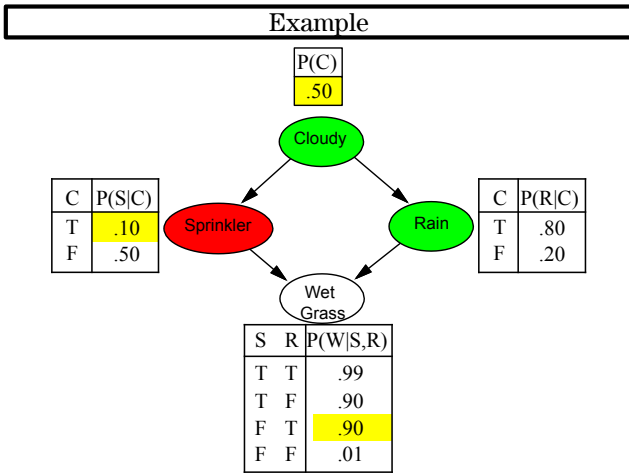 Example
P(C)
.50
Cloudy
C P(S|C)
T .10
F .50
Sprinkler
Rain
C P(R|C)
T .80
F .20
Wet
Grass
S R P(W|S,R)
T T .99
T F .90
F T .90
F F .01